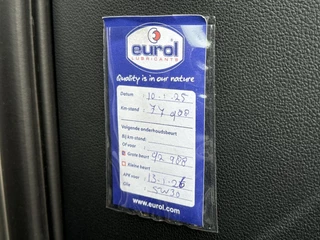 eurol
LUBRICANTS
Quality is in our nature
Datum : 10-1-25
Km-stand : 77 908
Volgende onderhoudsbeurt
Bij km-stand:
Of voor :
Grote beurt : 92 908
Kleine beurt :
APK voor : 13-1-26
Olie : 5W30
www.eurol.com